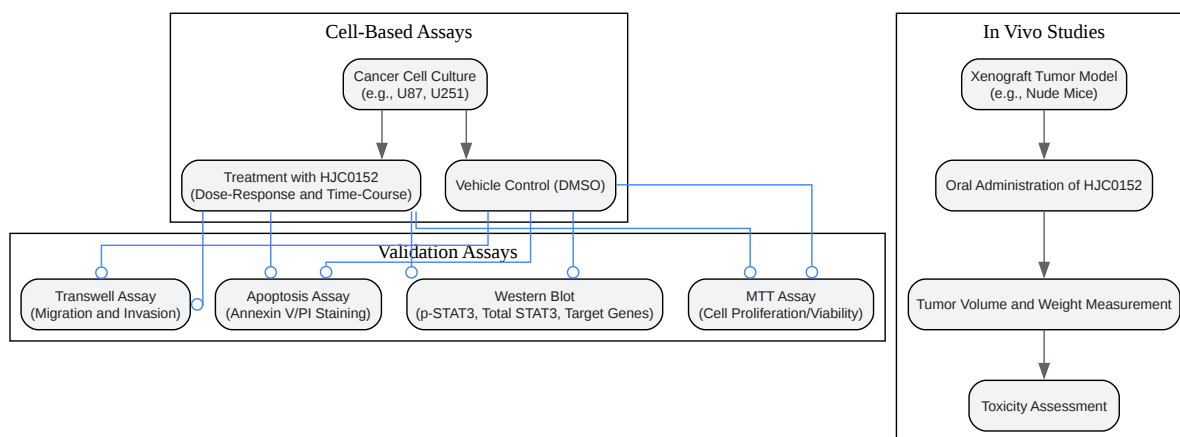 Cell-Based Assays
Cancer Cell Culture
(e.g., U87, U251)
Treatment with HJC0152
(Dose-Response and Time-Course)
Vehicle Control (DMSO)
Validation Assays
Transwell Assay
(Migration and Invasion)
Apoptosis Assay
(Annexin V/PI Staining)
Western Blot
(p-STAT3, Total STAT3, Target Genes)
MTT Assay
(Cell Proliferation/Viability)
In Vivo Studies
Xenograft Tumor Model
(e.g., Nude Mice)
Oral Administration of HJC0152
Tumor Volume and Weight Measurement
Toxicity Assessment